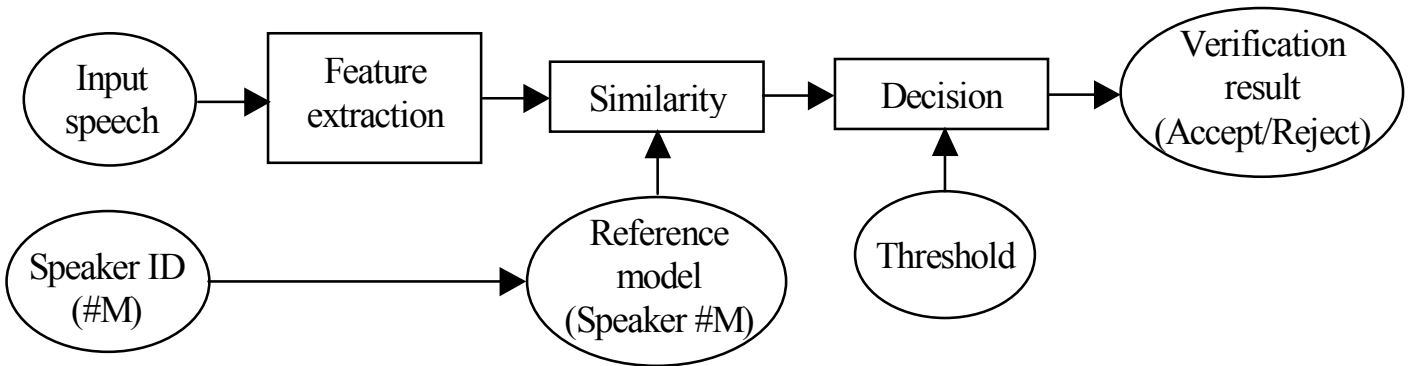 Input
speech
Feature
extraction
Similarity
Decision
Verification
result
(Accept/Reject)
Speaker ID
(#M)
Reference
model
(Speaker #M)
Threshold